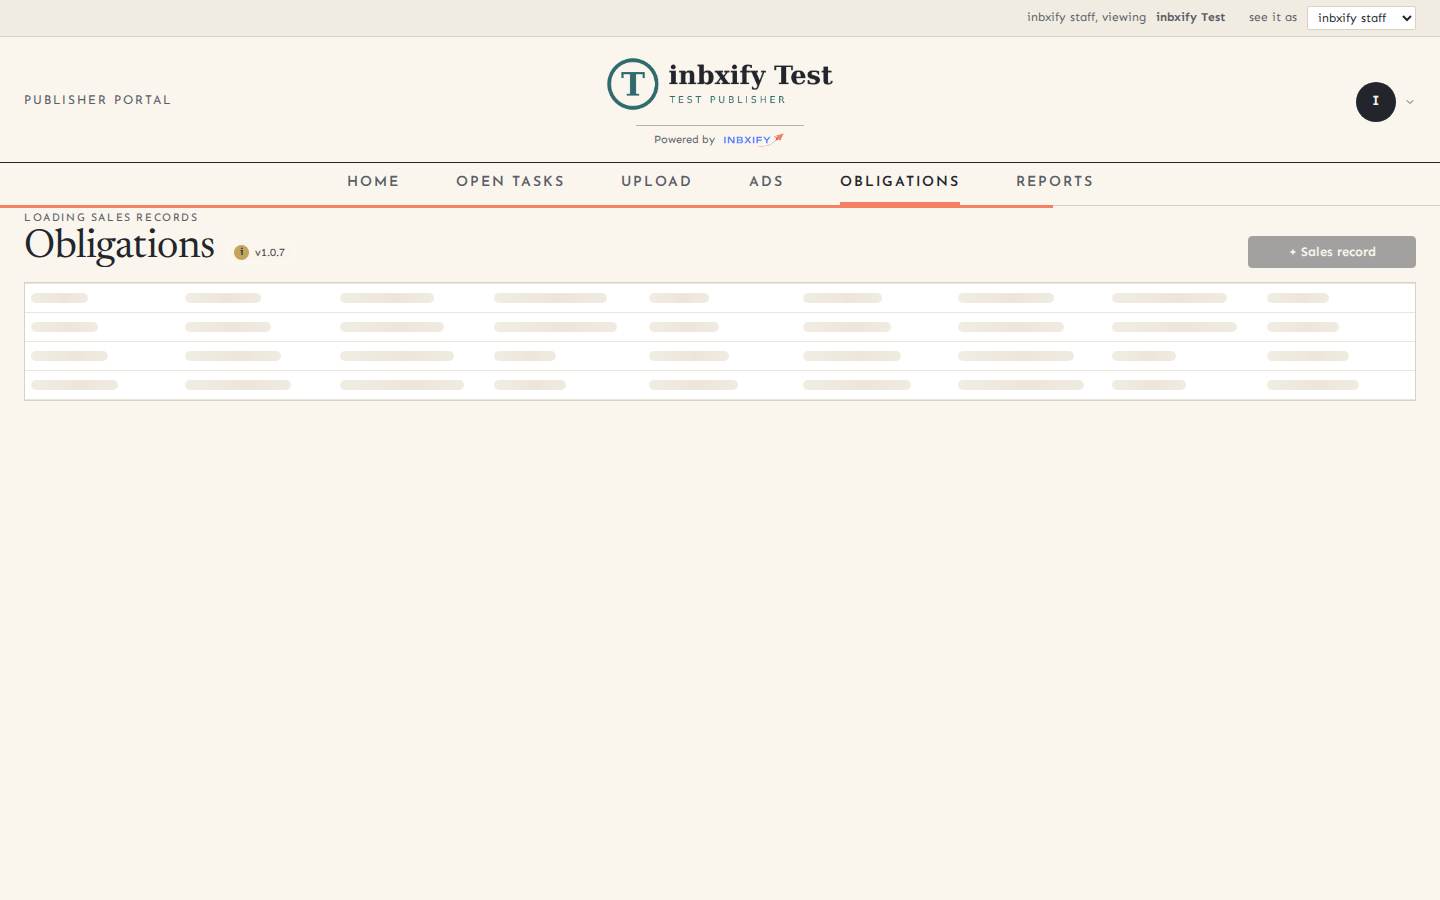 inbxify staff, viewing inbxify Test see it as inbxify staff
PUBLISHER PORTAL
T
inbxify Test
TEST PUBLISHER
Powered by INBXIFY
I
HOME OPEN TASKS UPLOAD ADS OBLIGATIONS REPORTS
LOADING SALES RECORDS
Obligations
i v1.0.7
+ Sales record